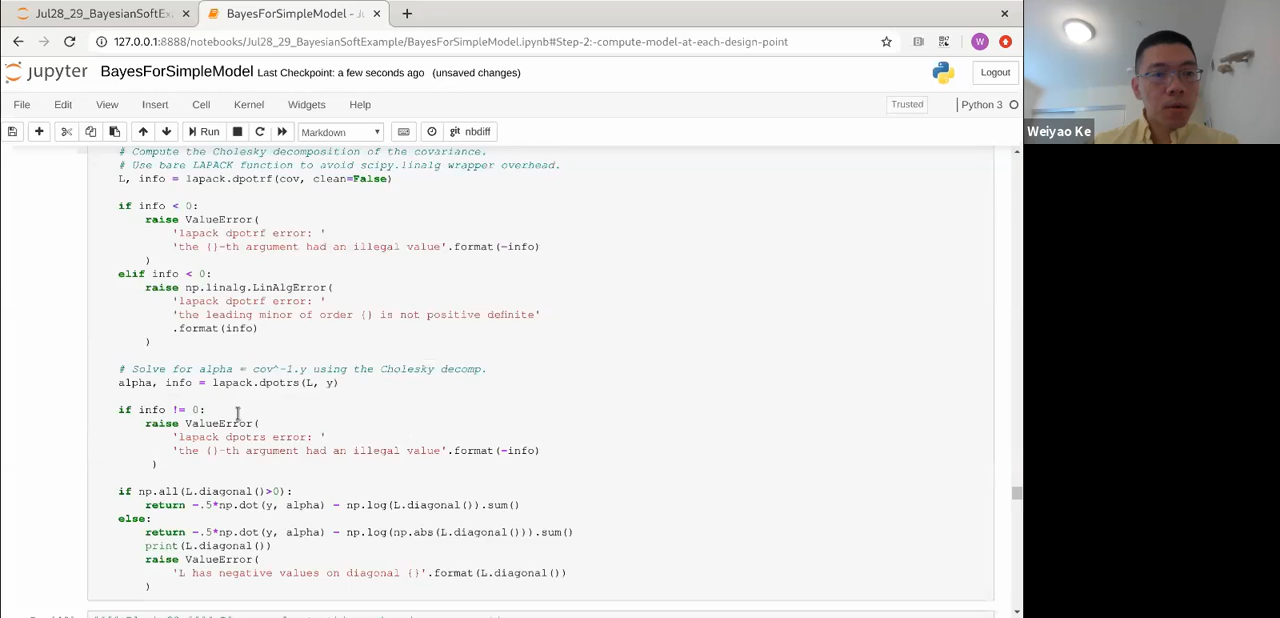 Jul28_29_BayesianSoftEx
BayesForSimpleModel - J
127.0.0.1:8888/notebooks/Jul28_29_BayesianSoftExample/BayesForSimpleModel.ipynb#Step-2:-compute-model-at-each-design-point
W
jupyter BayesForSimpleModel Last Checkpoint: a few seconds ago (unsaved changes)
Logout
File Edit View Insert Cell Kernel Widgets Help
Trusted
Python 3
Run
Markdown
git nbdiff
Weiyao Ke
# Compute the Cholesky decomposition of the covariance.
# Use bare LAPACK function to avoid scipy.linalg wrapper overhead.
L, info = lapack.dpotrf(cov, clean=False)
if info < 0:
raise ValueError(
'lapack dpotrf error: '
'the {}-th argument had an illegal value'.format(-info)
)
elif info < 0:
raise np.linalg.LinAlgError(
'lapack dpotrf error: '
'the leading minor of order {} is not positive definite'
.format(info)
)
# Solve for alpha = cov^-1.y using the Cholesky decomp.
alpha, info = lapack.dpotrs(L, y)
if info != 0:
raise ValueError(
'lapack dpotrs error: '
'the {}-th argument had an illegal value'.format(-info)
)
if np.all(L.diagonal()>0):
return -.5*np.dot(y, alpha) - np.log(L.diagonal()).sum()
else:
return -.5*np.dot(y, alpha) - np.log(np.abs(L.diagonal())).sum()
print(L.diagonal())
raise ValueError(
'L has negative values on diagonal {}'.format(L.diagonal())
)